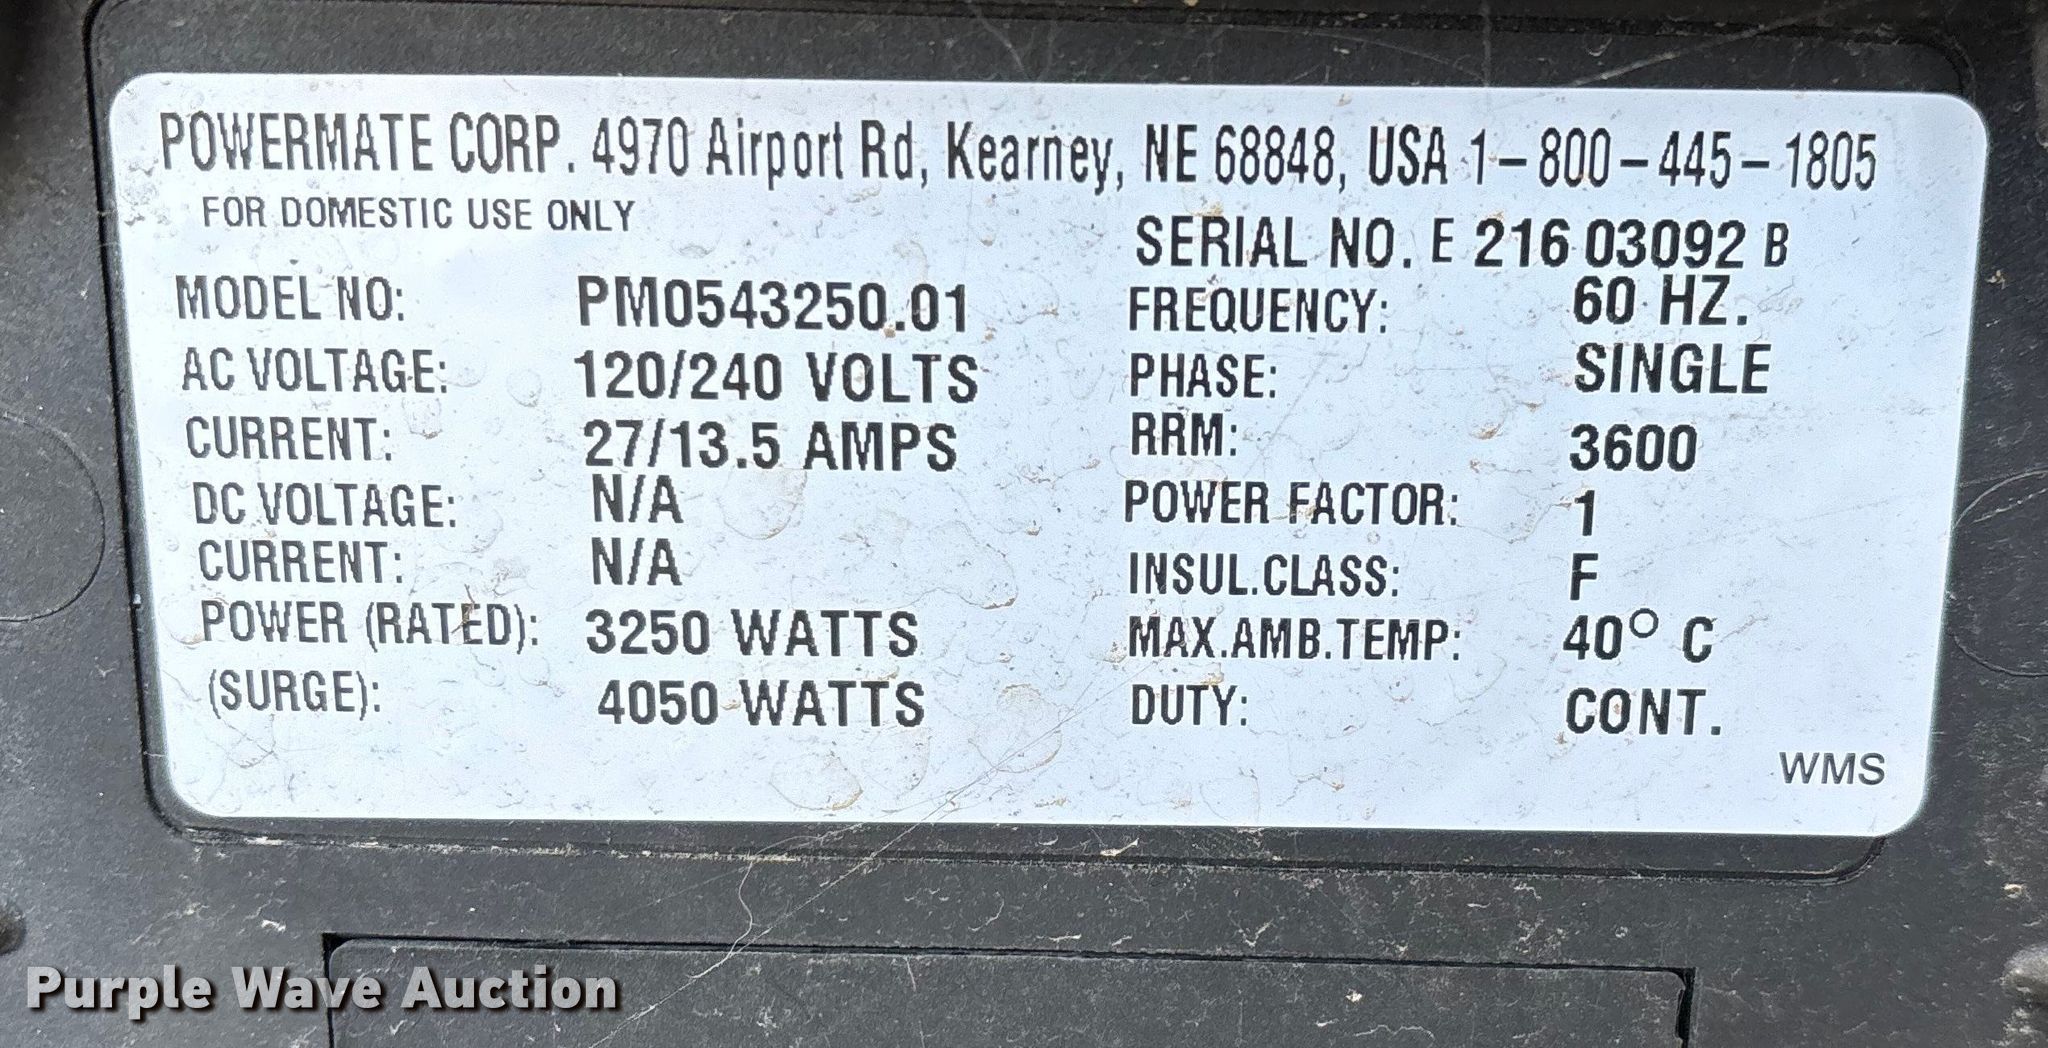 POWERMATE CORP. 4970 Airport Rd, Kearney, NE 68848, USA 1-800-445-1805
FOR DOMESTIC USE ONLY
SERIAL NO. E 216 03092 B
MODEL NO: PM0543250.01
AC VOLTAGE: 120/240 VOLTS
CURRENT: 27/13.5 AMPS
DC VOLTAGE: N/A
CURRENT: N/A
POWER (RATED): 3250 WATTS
(SURGE): 4050 WATTS
FREQUENCY: 60 HZ.
PHASE: SINGLE
RRM: 3600
POWER FACTOR: 1
INSUL.CLASS: F
MAX.AMB.TEMP: 40° C
DUTY: CONT.
WMS
Purple Wave Auction